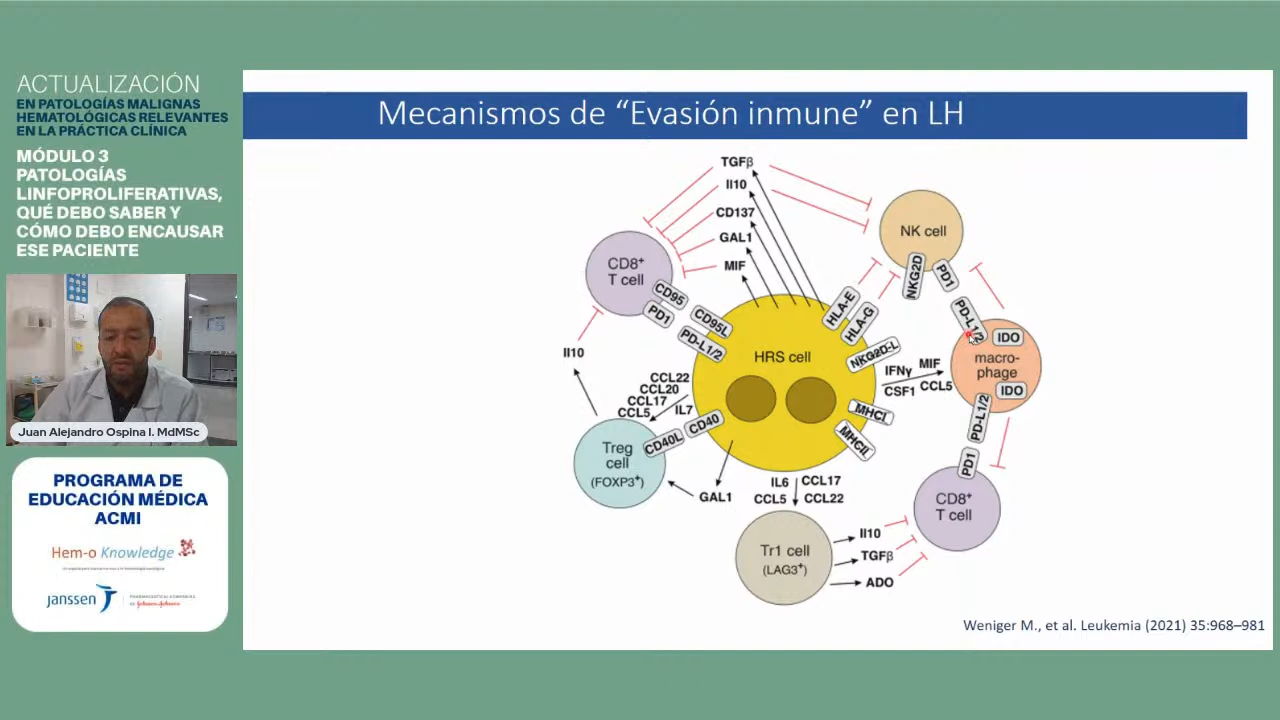 ACTUALIZACIÓN
EN PATOLOGÍAS MALIGNAS
HEMATOLÓGICAS RELEVANTES
EN LA PRÁCTICA CLÍNICA
MÓDULO 3
PATOLOGÍAS
LINFOPROLIFERATIVAS,
QUÉ DEBO SABER Y
CÓMO DEBO ENCAUSAR
ESE PACIENTE
Juan Alejandro Ospina I. MdMSc
PROGRAMA DE
EDUCACIÓN MÉDICA
ACMI
Hem-o Knowledge
janssen
PHARMACEUTICAL COMPANIES
OF Johnson & Johnson
Mecanismos de “Evasión inmune” en LH
TGFβ
Il10
CD137
GAL1
MIF
CD8+
T cell
CD95
PD1
CD95L
PD-L1/2
HRS cell
HLA-E
HLA-G
NKG2D-L
MHCI
MHCII
NK cell
NKG2D
PD1
PD-L1/2
IDO
macro-
phage
IDO
IFNγ
MIF
CSF1
CCL5
PD-L1/2
PD1
CD8+
T cell
Il10
CCL22
CCL20
CCL17
CCL5
IL7
CD40
CD40L
Treg
cell
(FOXP3+)
GAL1
IL6
CCL17
CCL5
CCL22
Tr1 cell
(LAG3+)
Il10
TGFβ
ADO
Weniger M., et al. Leukemia (2021) 35:968–981